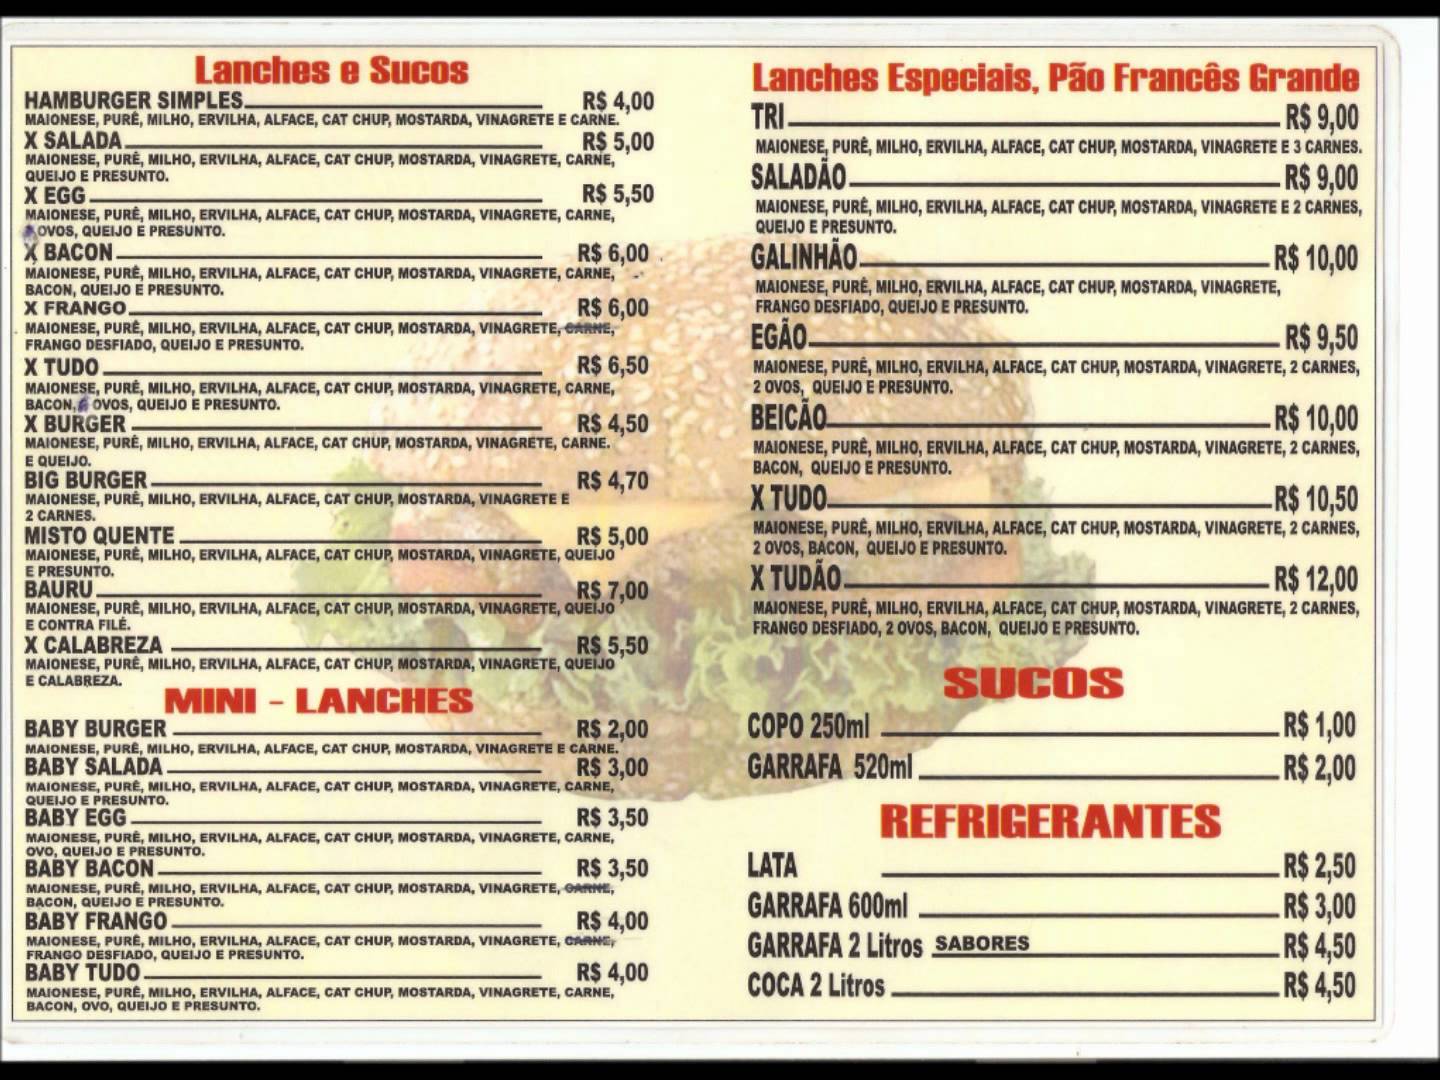 Lanches e Sucos
HAMBURGER SIMPLES R$ 4,00
MAIONESE, PURÊ, MILHO, ERVILHA, ALFACE, CAT CHUP, MOSTARDA, VINAGRETE E CARNE.
X SALADA R$ 5,00
MAIONESE, PURÊ, MILHO, ERVILHA, ALFACE, CAT CHUP, MOSTARDA, VINAGRETE, CARNE,
QUEIJO E PRESUNTO.
X EGG R$ 5,50
MAIONESE, PURÊ, MILHO, ERVILHA, ALFACE, CAT CHUP, MOSTARDA, VINAGRETE, CARNE,
OVOS, QUEIJO E PRESUNTO.
X BACON R$ 6,00
MAIONESE, PURÊ, MILHO, ERVILHA, ALFACE, CAT CHUP, MOSTARDA, VINAGRETE, CARNE,
BACON, QUEIJO E PRESUNTO.
X FRANGO R$ 6,00
MAIONESE, PURÊ, MILHO, ERVILHA, ALFACE, CAT CHUP, MOSTARDA, VINAGRETE, CARNE,
FRANGO DESFIADO, QUEIJO E PRESUNTO.
X TUDO R$ 6,50
MAIONESE, PURÊ, MILHO, ERVILHA, ALFACE, CAT CHUP, MOSTARDA, VINAGRETE, CARNE,
BACON, OVOS, QUEIJO E PRESUNTO.
X BURGER R$ 4,50
MAIONESE, PURÊ, MILHO, ERVILHA, ALFACE, CAT CHUP, MOSTARDA, VINAGRETE, CARNE.
E QUEIJO.
BIG BURGER R$ 4,70
MAIONESE, PURÊ, MILHO, ERVILHA, ALFACE, CAT CHUP, MOSTARDA, VINAGRETE E
2 CARNES.
MISTO QUENTE R$ 5,00
MAIONESE, PURÊ, MILHO, ERVILHA, ALFACE, CAT CHUP, MOSTARDA, VINAGRETE, QUEIJO
E PRESUNTO.
BAURU R$ 7,00
MAIONESE, PURÊ, MILHO, ERVILHA, ALFACE, CAT CHUP, MOSTARDA, VINAGRETE, QUEIJO
E CONTRA FILÉ.
X CALABREZA R$ 5,50
MAIONESE, PURÊ, MILHO, ERVILHA, ALFACE, CAT CHUP, MOSTARDA, VINAGRETE, QUEIJO
E CALABREZA.
MINI - LANCHES
BABY BURGER R$ 2,00
MAIONESE, PURÊ, MILHO, ERVILHA, ALFACE, CAT CHUP, MOSTARDA, VINAGRETE E CARNE.
BABY SALADA R$ 3,00
MAIONESE, PURÊ, MILHO, ERVILHA, ALFACE, CAT CHUP, MOSTARDA, VINAGRETE, CARNE,
QUEIJO E PRESUNTO.
BABY EGG R$ 3,50
MAIONESE, PURÊ, MILHO, ERVILHA, ALFACE, CAT CHUP, MOSTARDA, VINAGRETE, CARNE,
OVO, QUEIJO E PRESUNTO.
BABY BACON R$ 3,50
MAIONESE, PURÊ, MILHO, ERVILHA, ALFACE, CAT CHUP, MOSTARDA, VINAGRETE, CARNE,
BACON, QUEIJO E PRESUNTO.
BABY FRANGO R$ 4,00
MAIONESE, PURÊ, MILHO, ERVILHA, ALFACE, CAT CHUP, MOSTARDA, VINAGRETE, CARNE,
FRANGO DESFIADO, QUEIJO E PRESUNTO.
BABY TUDO R$ 4,00
MAIONESE, PURÊ, MILHO, ERVILHA, ALFACE, CAT CHUP, MOSTARDA, VINAGRETE, CARNE,
BACON, OVO, QUEIJO E PRESUNTO.
Lanches Especiais, Pão Francês Grande
TRI R$ 9,00
MAIONESE, PURÊ, MILHO, ERVILHA, ALFACE, CAT CHUP, MOSTARDA, VINAGRETE E 3 CARNES.
SALADÃO R$ 9,00
MAIONESE, PURÊ, MILHO, ERVILHA, ALFACE, CAT CHUP, MOSTARDA, VINAGRETE E 2 CARNES,
QUEIJO E PRESUNTO.
GALINHÃO R$ 10,00
MAIONESE, PURÊ, MILHO, ERVILHA, ALFACE, CAT CHUP, MOSTARDA, VINAGRETE,
FRANGO DESFIADO, QUEIJO E PRESUNTO.
EGÃO R$ 9,50
MAIONESE, PURÊ, MILHO, ERVILHA, ALFACE, CAT CHUP, MOSTARDA, VINAGRETE, 2 CARNES,
2 OVOS, QUEIJO E PRESUNTO.
BEICÃO R$ 10,00
MAIONESE, PURÊ, MILHO, ERVILHA, ALFACE, CAT CHUP, MOSTARDA, VINAGRETE, 2 CARNES,
BACON, QUEIJO E PRESUNTO.
X TUDO R$ 10,50
MAIONESE, PURÊ, MILHO, ERVILHA, ALFACE, CAT CHUP, MOSTARDA, VINAGRETE, 2 CARNES,
2 OVOS, BACON, QUEIJO E PRESUNTO.
X TUDÃO R$ 12,00
MAIONESE, PURÊ, MILHO, ERVILHA, ALFACE, CAT CHUP, MOSTARDA, VINAGRETE, 2 CARNES,
FRANGO DESFIADO, 2 OVOS, BACON, QUEIJO E PRESUNTO.
SUCOS
COPO 250ml R$ 1,00
GARRAFA 520ml R$ 2,00
REFRIGERANTES
LATA R$ 2,50
GARRAFA 600ml R$ 3,00
GARRAFA 2 Litros SABORES R$ 4,50
COCA 2 Litros R$ 4,50